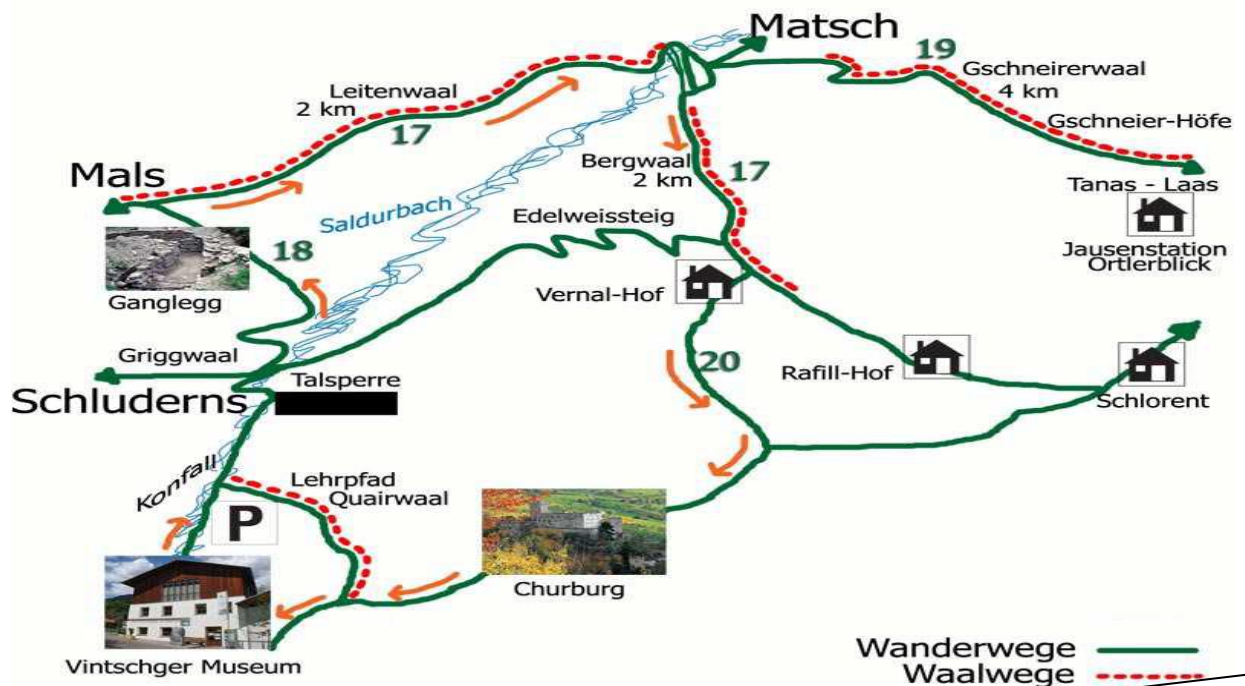 Matsch
19
Gschneirerwaal
4 km
Leitenwaal
2 km
17
Gschneier-Höfe
Bergwaal
2 km
17
Mals
Tanas - Laas
Saldurbach
Edelweissteig
Jausenstation
Ortlerblick
18
Ganglegg
Vernal-Hof
Griggwaal
20
Talsperre
Rafill-Hof
Schluderns
Schlorent
Konfall
Lehrpfad
Quairwaal
P
Churburg
Vintschger Museum
Wanderwege
Waalwege